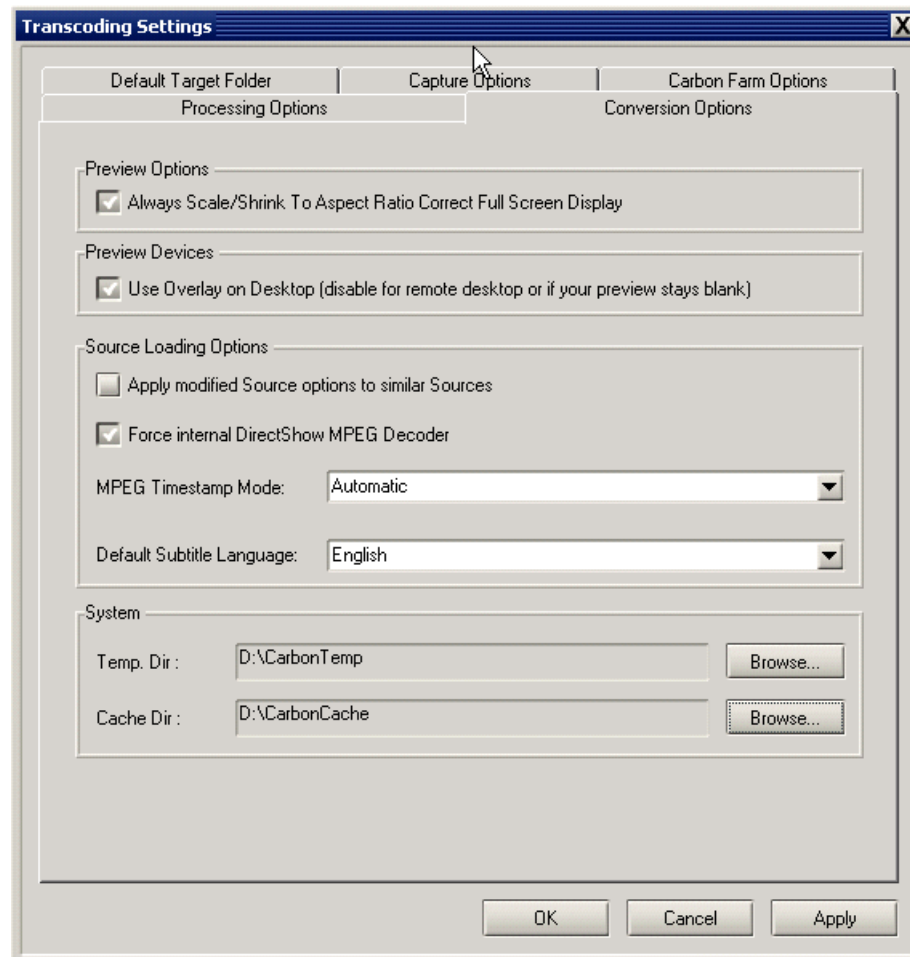 Transcoding Settings
Default Target Folder
Capture Options
Carbon Farm Options
Processing Options
Conversion Options
Preview Options
Always Scale/Shrink To Aspect Ratio Correct Full Screen Display
Preview Devices
Use Overlay on Desktop (disable for remote desktop or if your preview stays blank)
Source Loading Options
Apply modified Source options to similar Sources
Force internal DirectShow MPEG Decoder
MPEG Timestamp Mode: Automatic
Default Subtitle Language: English
System
Temp. Dir : D:\CarbonTemp Browse...
Cache Dir : D:\CarbonCache Browse...
OK Cancel Apply